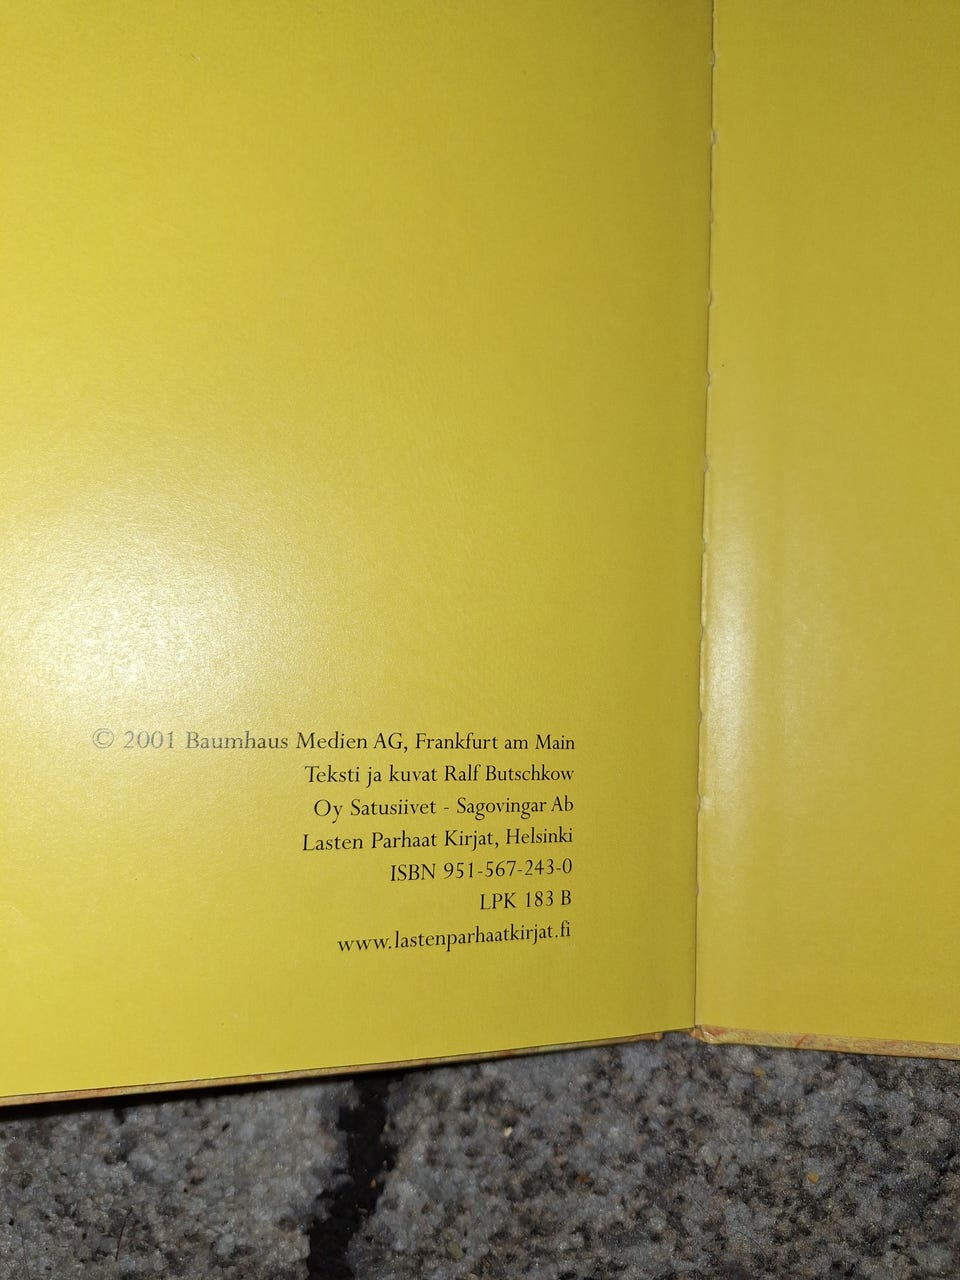 © 2001 Baumhaus Medien AG, Frankfurt am Main
Teksti ja kuvat Ralf Butschkow
Oy Satusiivet - Sagovingar Ab
Lasten Parhaat Kirjat, Helsinki
ISBN 951-567-243-0
LPK 183 B
www.lastenparhaatkirjat.fi